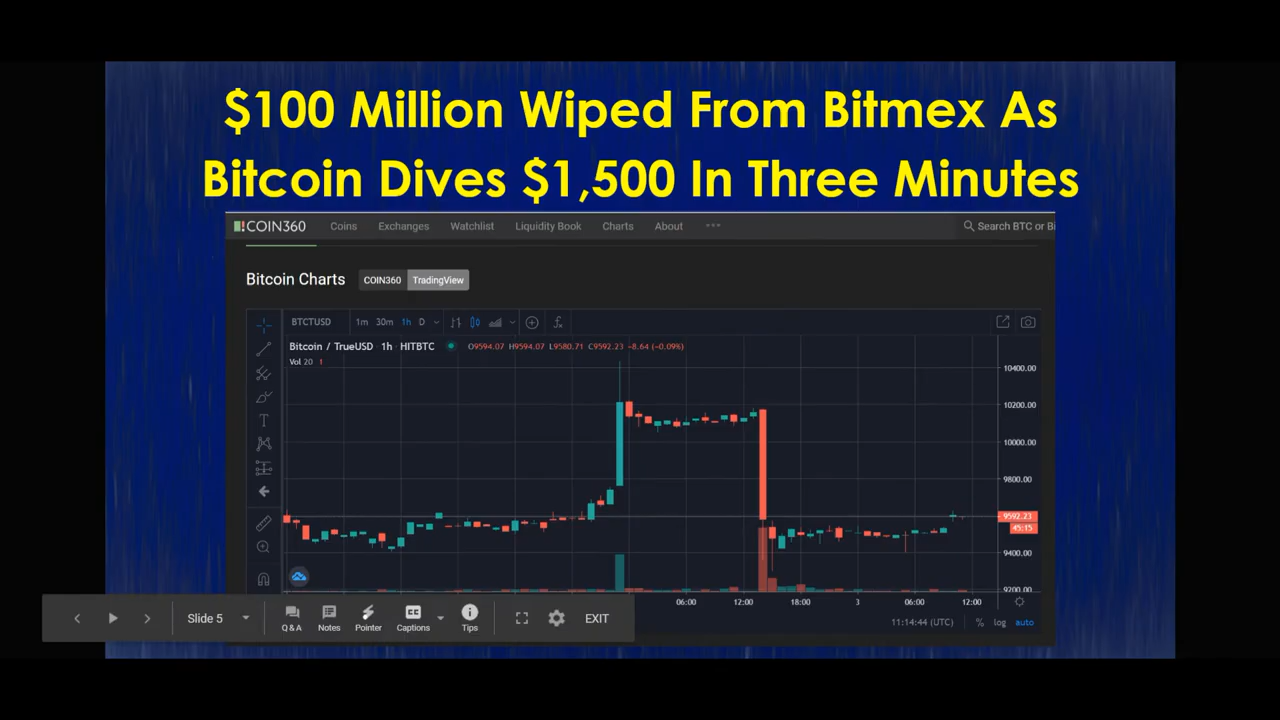 $100 Million Wiped From Bitmex As
Bitcoin Dives $1,500 In Three Minutes
COIN360 Coins Exchanges Watchlist Liquidity Book Charts About ••• Search BTC or Bi
Bitcoin Charts COIN360 TradingView
BTCTUSD 1m 30m 1h D
Bitcoin / TrueUSD · 1h · HITBTC O9594.07 H9594.07 L9580.71 C9592.23 −8.64 (−0.09%)
Vol 20
10400.00
10200.00
10000.00
9800.00
9592.23
45:15
9400.00
9200.00
06:00 12:00 18:00 3 06:00 12:00
11:14:44 (UTC) % log auto
Slide 5 Q & A Notes Pointer CC Captions Tips EXIT